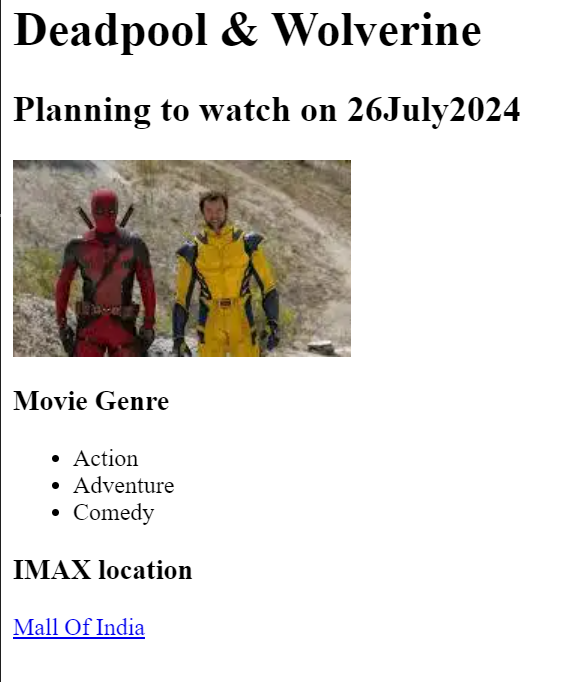 Deadpool & Wolverine
Planning to watch on 26July2024
Movie Genre
Action
Adventure
Comedy
IMAX location
Mall Of India